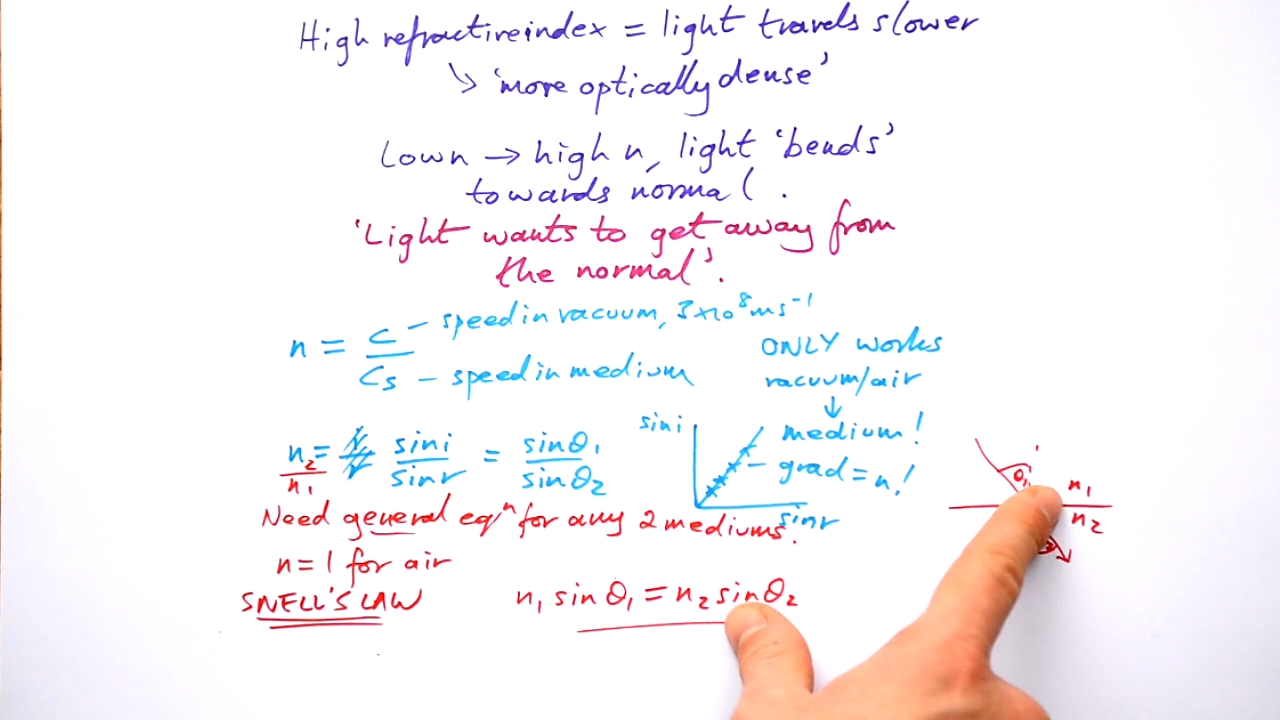 High refractive index = light travels slower
↳ 'more optically dense'
Low n → high n, light 'bends'
towards normal.
'Light wants to get away from
the normal'.
n = c/cs
c – speed in vacuum, 3×10⁸ ms⁻¹
cs – speed in medium
ONLY works
vacuum/air
↓
medium!
sin i
– grad = n!
sin r
n₂/n₁ = sin i/sin r = sin θ₁/sin θ₂
Need general eqⁿ for any 2 mediums!
n = 1 for air
SNELL'S LAW
n₁ sin θ₁ = n₂ sin θ₂
θ₁
n₁
n₂